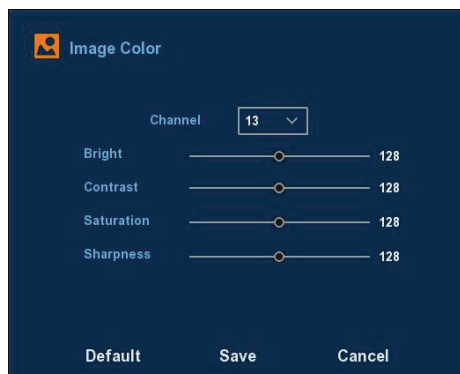 Image Color
Channel 13
Bright 128
Contrast 128
Saturation 128
Sharpness 128
Default Save Cancel